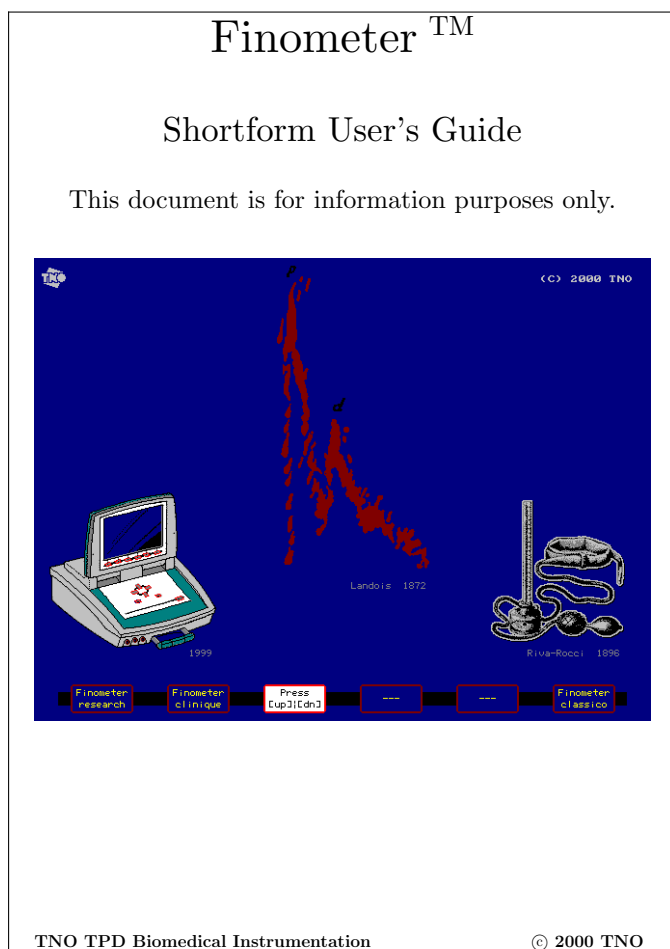 Finometer TM
Shortform User's Guide
This document is for information purposes only.
TNO
(C) 2000 TNO
p
d
Landois 1872
1999
Riva-Rocci 1896
Finometer research
Finometer clinique
Press [up]|[dn]
---
---
Finometer classico
TNO TPD Biomedical Instrumentation
© 2000 TNO